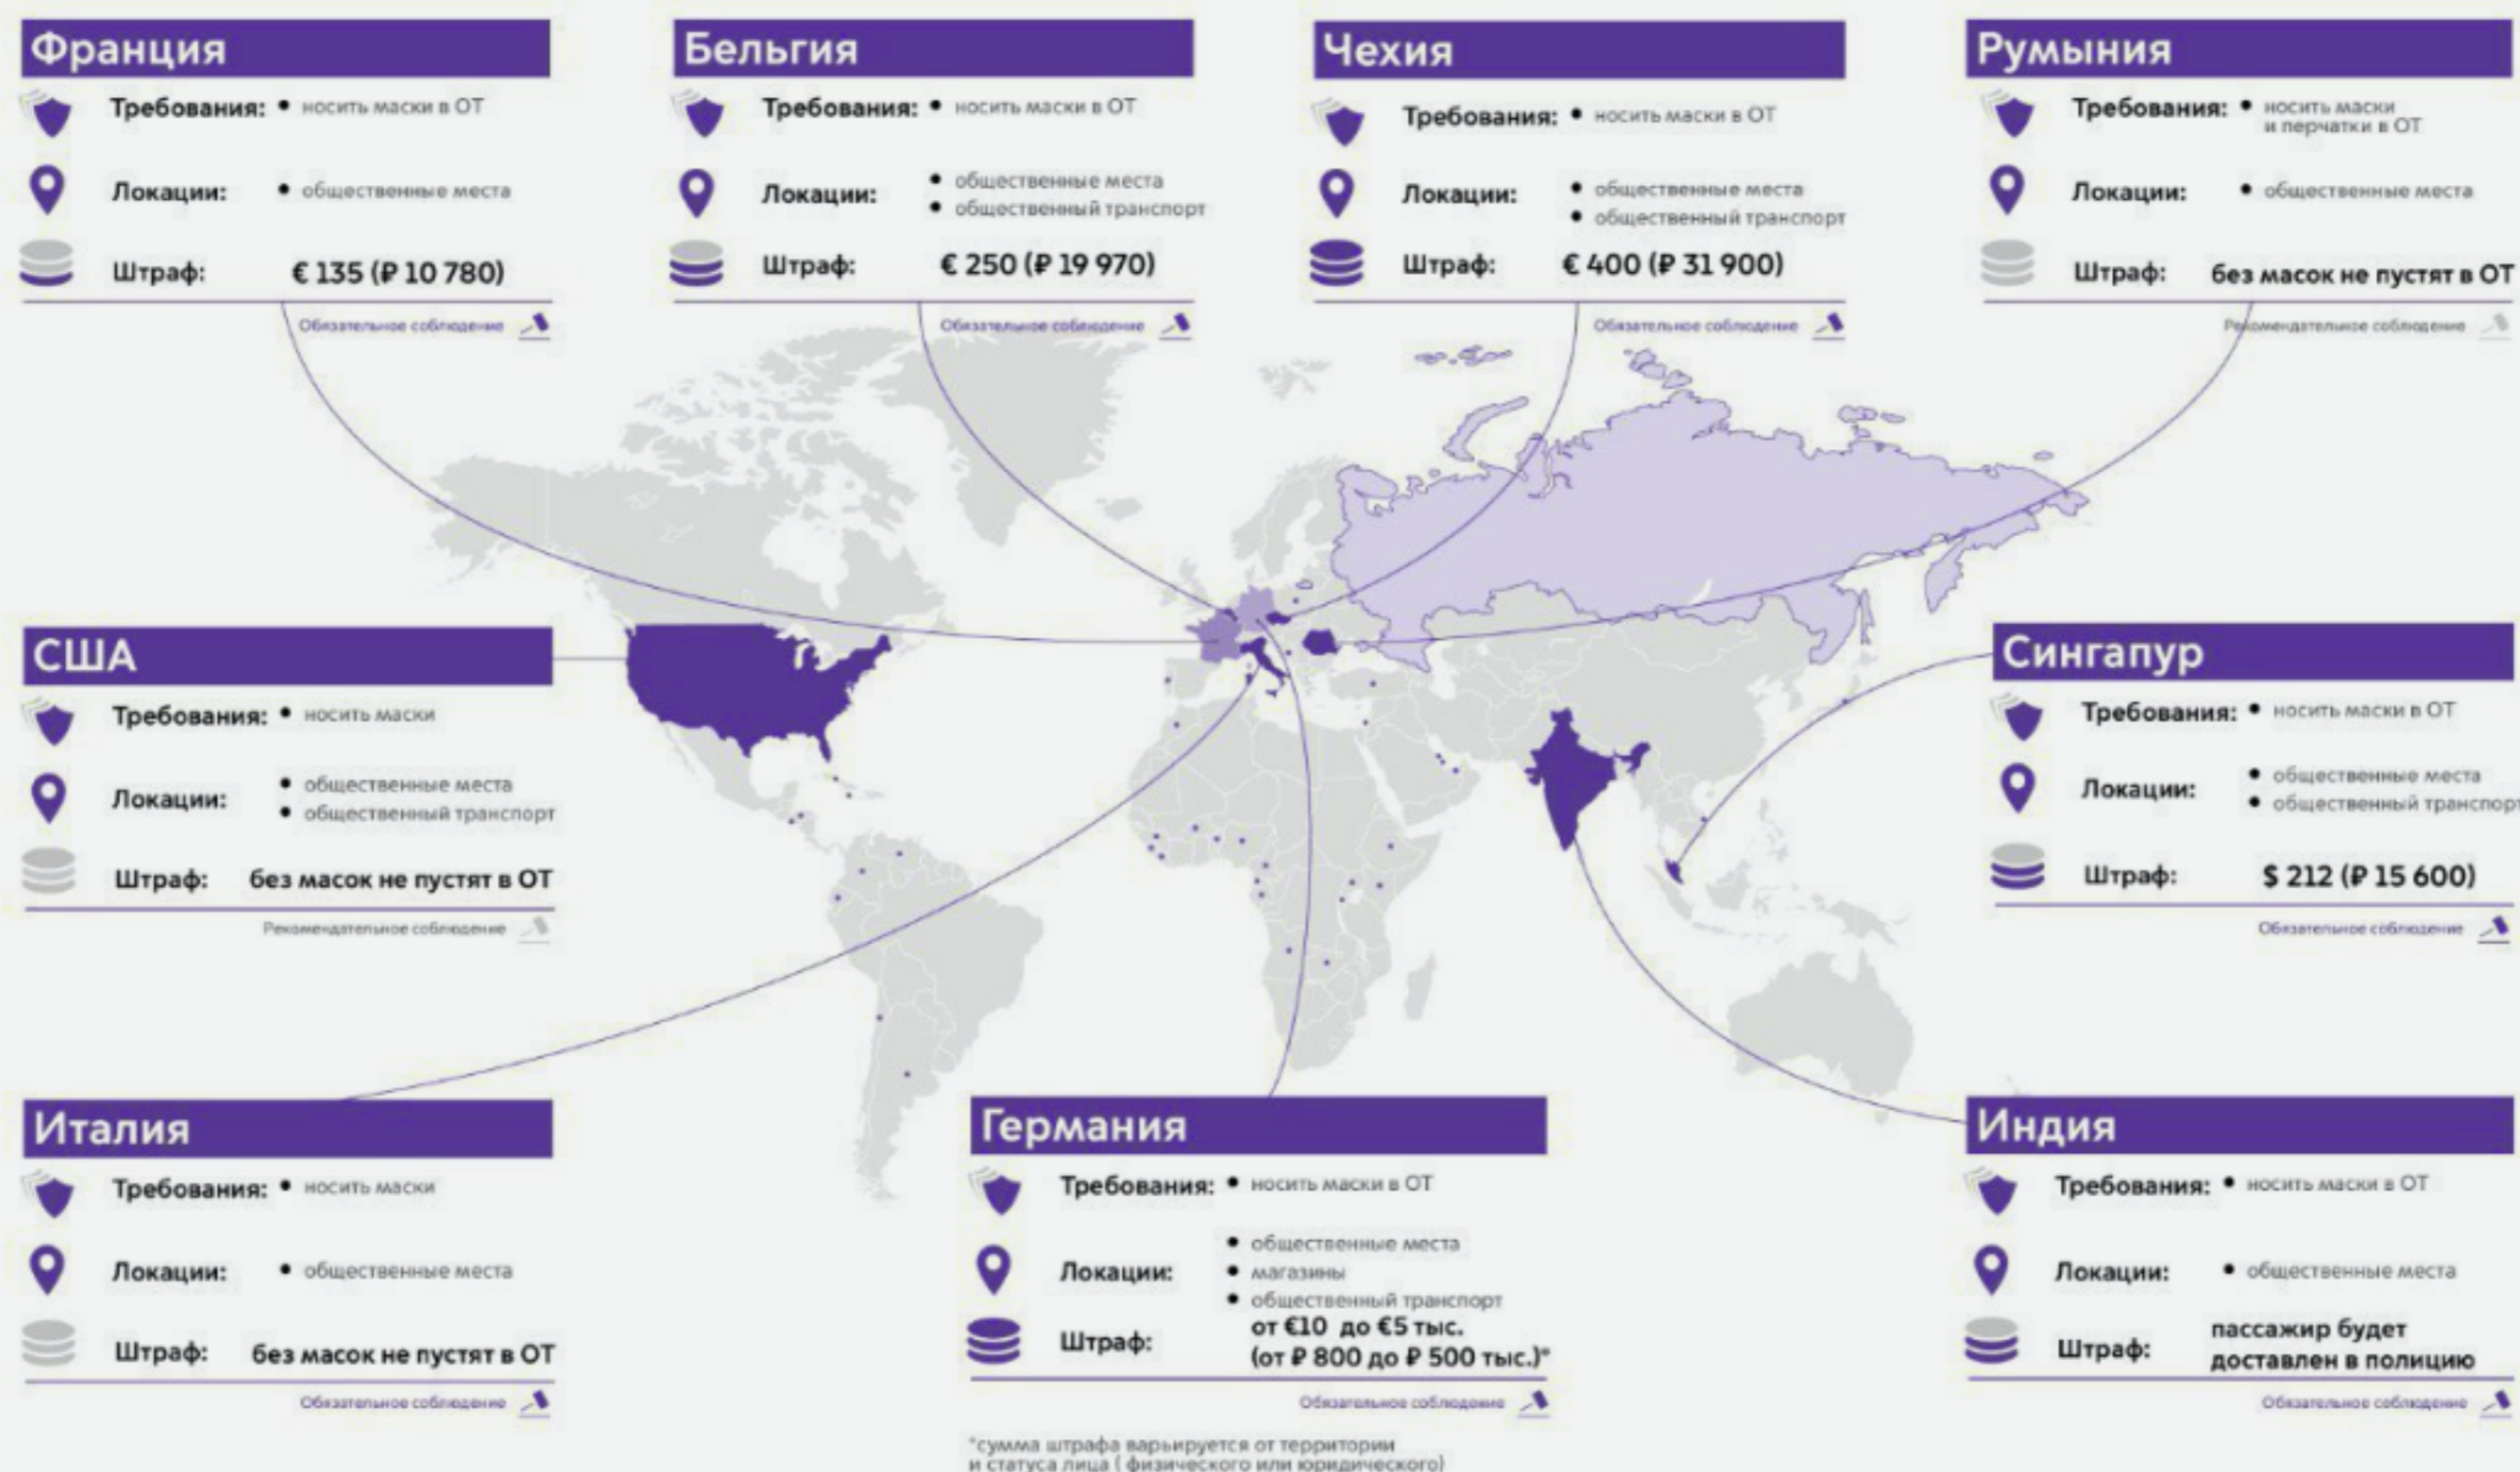 Франция
Требования: • носить маски в ОТ
Локации: • общественные места
Штраф: € 135 (₽ 10 780)
Обязательное соблюдение
Бельгия
Требования: • носить маски в ОТ
Локации: • общественные места
• общественный транспорт
Штраф: € 250 (₽ 19 970)
Обязательное соблюдение
Чехия
Требования: • носить маски в ОТ
Локации: • общественные места
• общественный транспорт
Штраф: € 400 (₽ 31 900)
Обязательное соблюдение
Румыния
Требования: • носить маски
и перчатки в ОТ
Локации: • общественные места
Штраф: без масок не пустят в ОТ
Рекомендательное соблюдение
США
Требования: • носить маски
Локации: • общественные места
• общественный транспорт
Штраф: без масок не пустят в ОТ
Рекомендательное соблюдение
Сингапур
Требования: • носить маски в ОТ
Локации: • общественные места
• общественный транспорт
Штраф: $ 212 (₽ 15 600)
Обязательное соблюдение
Италия
Требования: • носить маски
Локации: • общественные места
Штраф: без масок не пустят в ОТ
Обязательное соблюдение
Германия
Требования: • носить маски в ОТ
Локации: • общественные места
• магазины
• общественный транспорт
Штраф: от €10 до €5 тыс.
(от ₽ 800 до ₽ 500 тыс.)*
Обязательное соблюдение
*сумма штрафа варьируется от территории
и статуса лица ( физического или юридического)
Индия
Требования: • носить маски в ОТ
Локации: • общественные места
Штраф: пассажир будет
доставлен в полицию
Обязательное соблюдение